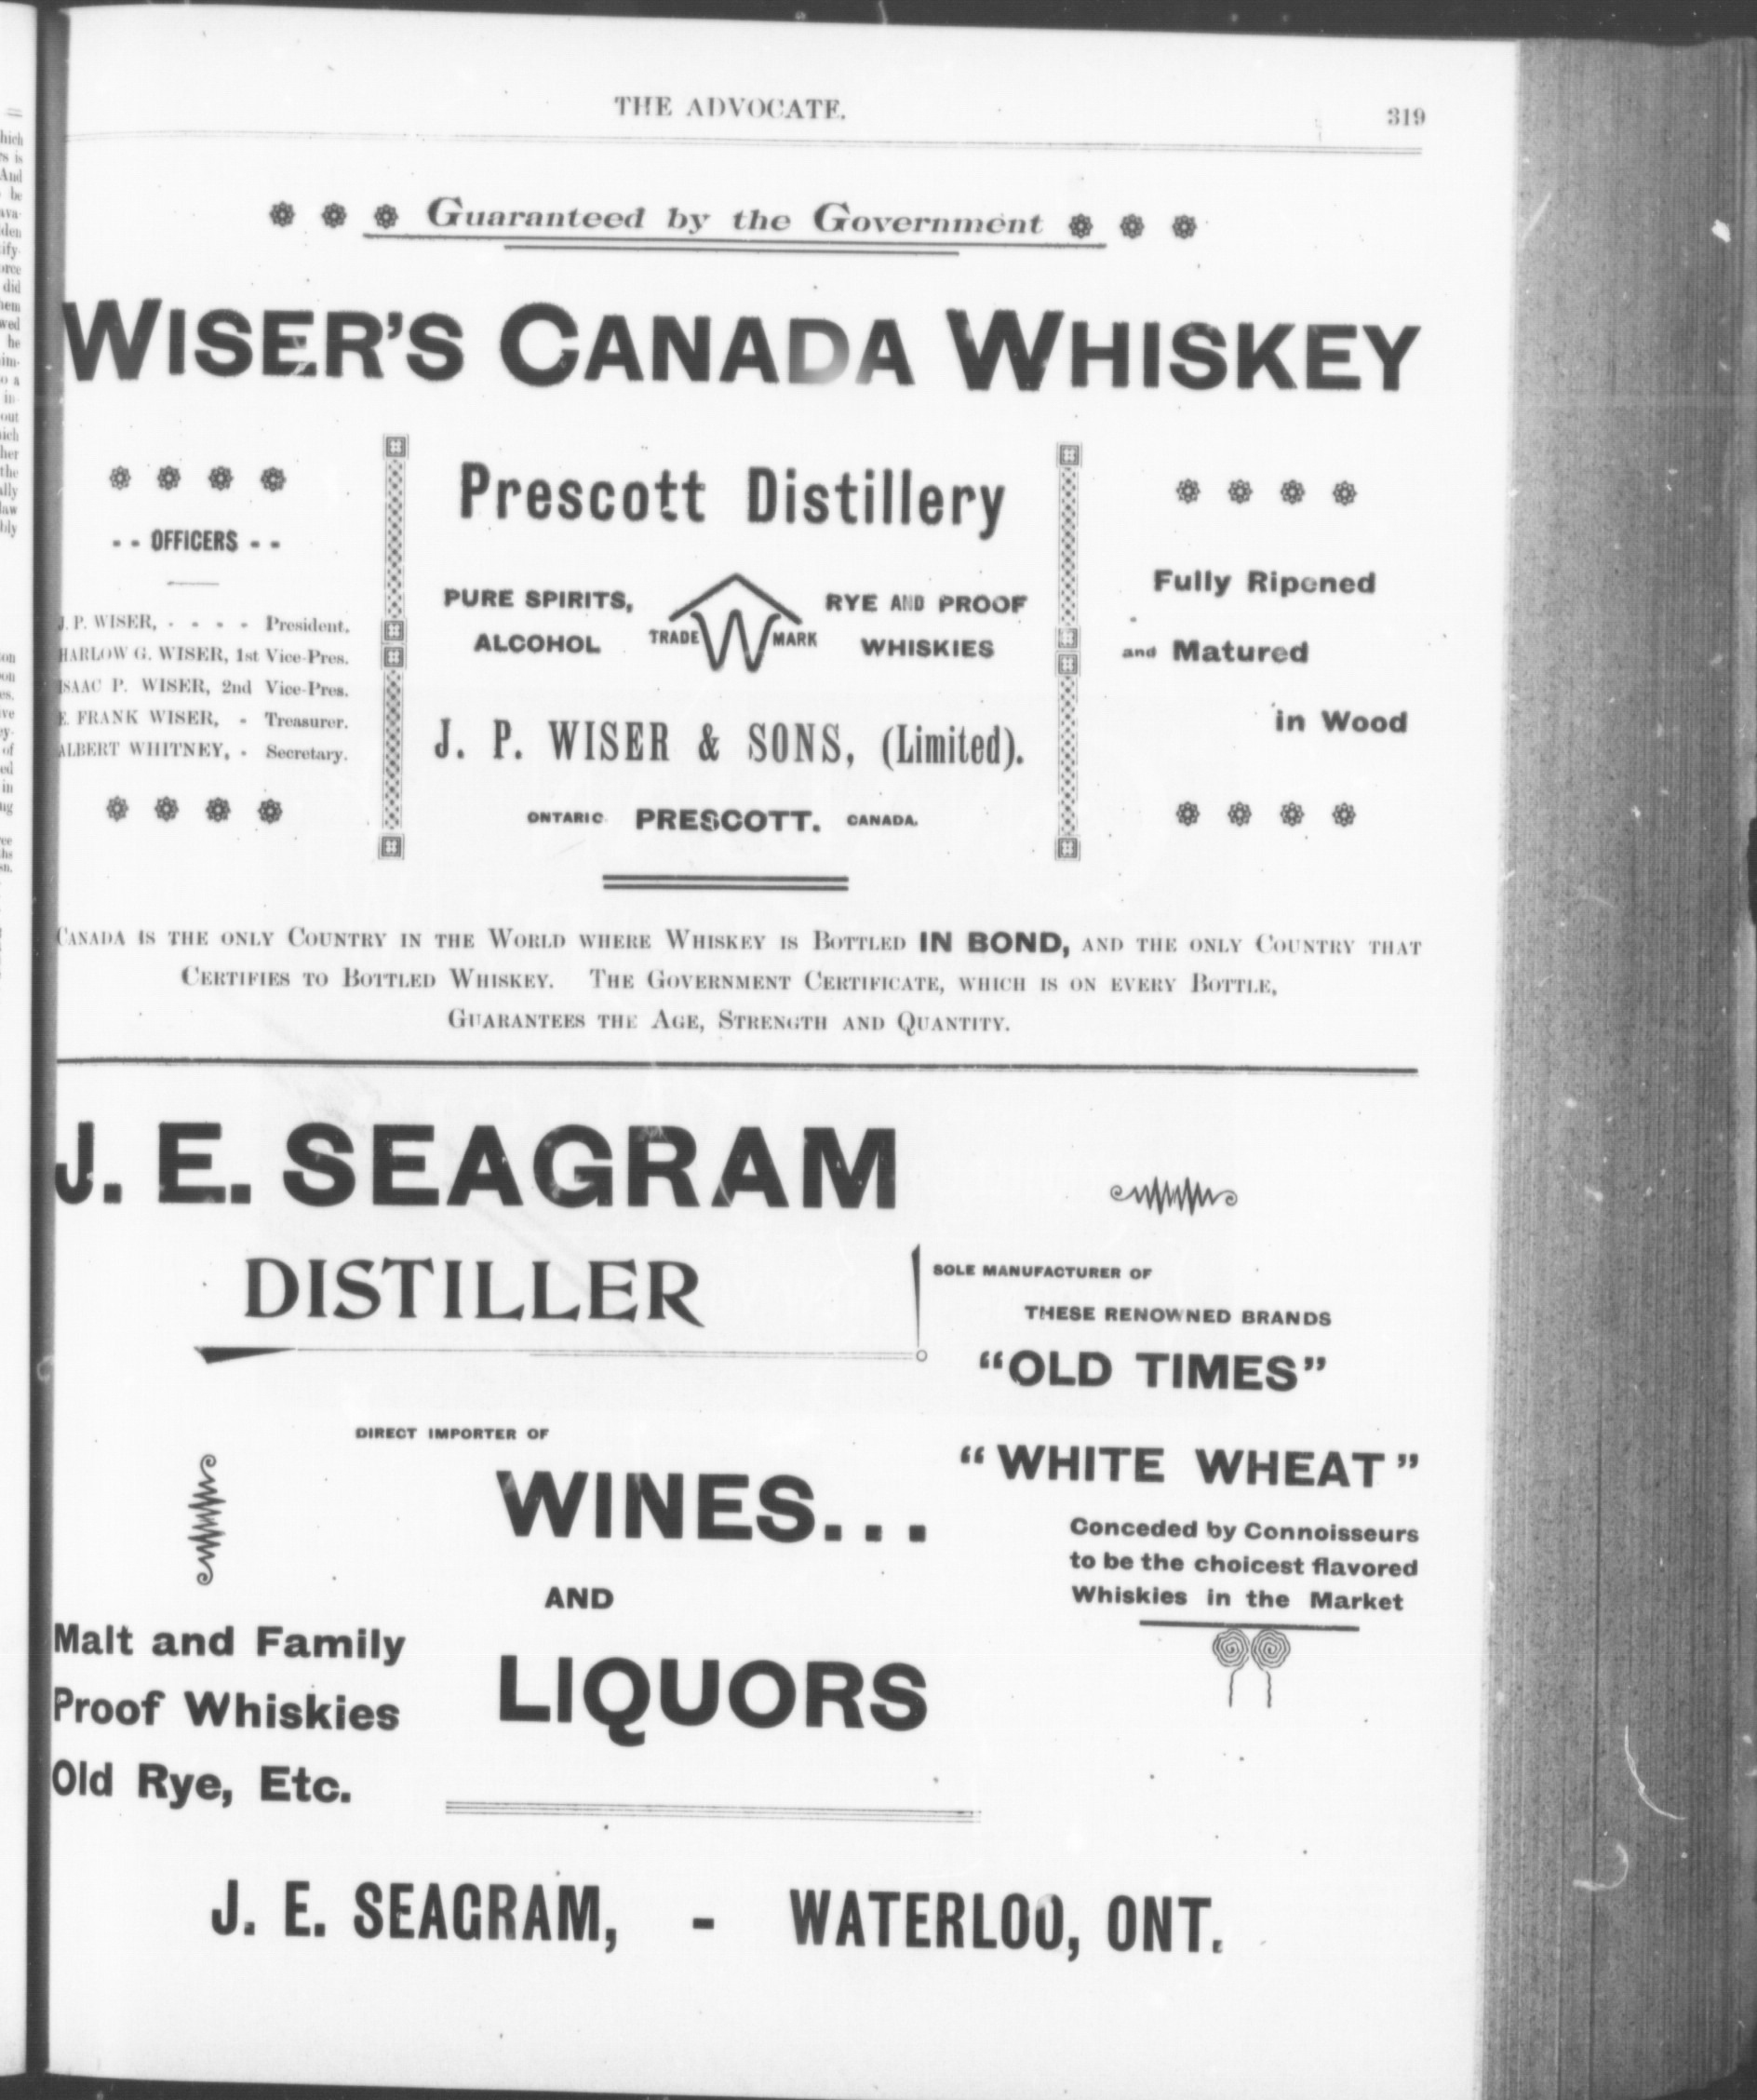 THE ADVOCATE.
319
Guaranteed by the Government
WISER'S CANADA WHISKEY
- - OFFICERS - -
J. P. WISER, - - - - President.
HARLOW G. WISER, 1st Vice-Pres.
ISAAC P. WISER, 2nd Vice-Pres.
E. FRANK WISER, - Treasurer.
ALBERT WHITNEY, - Secretary.
Prescott Distillery
PURE SPIRITS,
ALCOHOL
TRADE W MARK
RYE AND PROOF
WHISKIES
J. P. WISER & SONS, (Limited).
ONTARIO PRESCOTT. CANADA.
Fully Ripened
and Matured
in Wood
CANADA IS THE ONLY COUNTRY IN THE WORLD WHERE WHISKEY IS BOTTLED IN BOND, AND THE ONLY COUNTRY THAT
CERTIFIES TO BOTTLED WHISKEY. THE GOVERNMENT CERTIFICATE, WHICH IS ON EVERY BOTTLE,
GUARANTEES THE AGE, STRENGTH AND QUANTITY.
J. E. SEAGRAM
DISTILLER
SOLE MANUFACTURER OF
THESE RENOWNED BRANDS
"OLD TIMES"
"WHITE WHEAT"
Conceded by Connoisseurs
to be the choicest flavored
Whiskies in the Market
DIRECT IMPORTER OF
WINES...
AND
LIQUORS
Malt and Family
Proof Whiskies
Old Rye, Etc.
J. E. SEAGRAM, - WATERLOO, ONT.